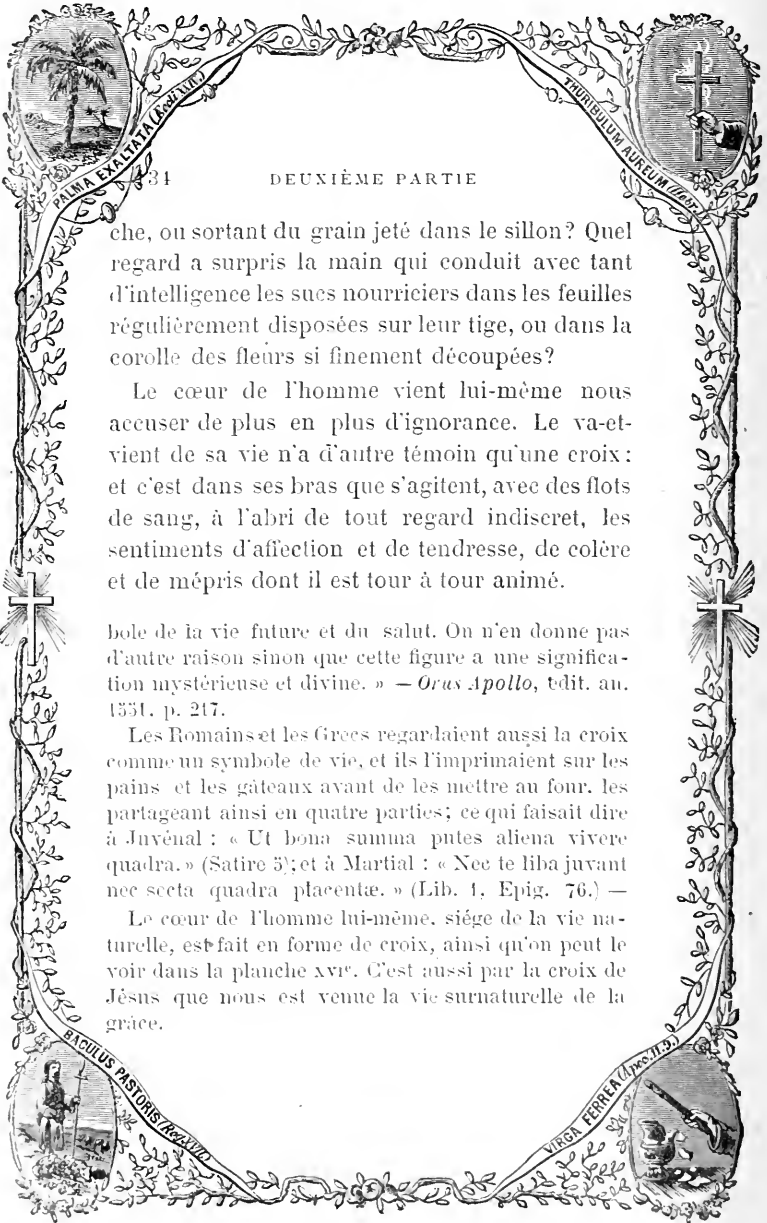 PALMA EXALTATA (Eccli
THURIBULUM AUREUM (Hebr.
34 DEUXIÈME PARTIE
che, ou sortant du grain jeté dans le sillon? Quel
regard a surpris la main qui conduit avec tant
d'intelligence les sucs nourriciers dans les feuilles
régulièrement disposées sur leur tige, ou dans la
corolle des fleurs si finement découpées?
Le cœur de l'homme vient lui-même nous
accuser de plus en plus d'ignorance. Le va-et-
vient de sa vie n'a d'autre témoin qu'une croix:
et c'est dans ses bras que s'agitent, avec des flots
de sang, à l'abri de tout regard indiscret, les
sentiments d'affection et de tendresse, de colère
et de mépris dont il est tour à tour animé.
bole de la vie future et du salut. On n'en donne pas
d'autre raison sinon que cette figure a une significa-
tion mystérieuse et divine. » — Orus Apollo, édit. an.
1551. p. 217.
Les Romains et les Grecs regardaient aussi la croix
comme un symbole de vie, et ils l'imprimaient sur les
pains et les gâteaux avant de les mettre au four. les
partageant ainsi en quatre parties; ce qui faisait dire
à Juvénal : « Ut bona summa putes aliena vivere
quadra. » (Satire 5); et à Martial : « Nec te liba juvant
nec secta quadra placentæ. » (Lib. 1, Epig. 76.) —
Le cœur de l'homme lui-même, siége de la vie na-
turelle, est fait en forme de croix, ainsi qu'on peut le
voir dans la planche XVIe. C'est aussi par la croix de
Jésus que nous est venue la vie surnaturelle de la
grâce.
BACULUS PASTORIS
VIRGA FERREA (Apoc. II. 9.)